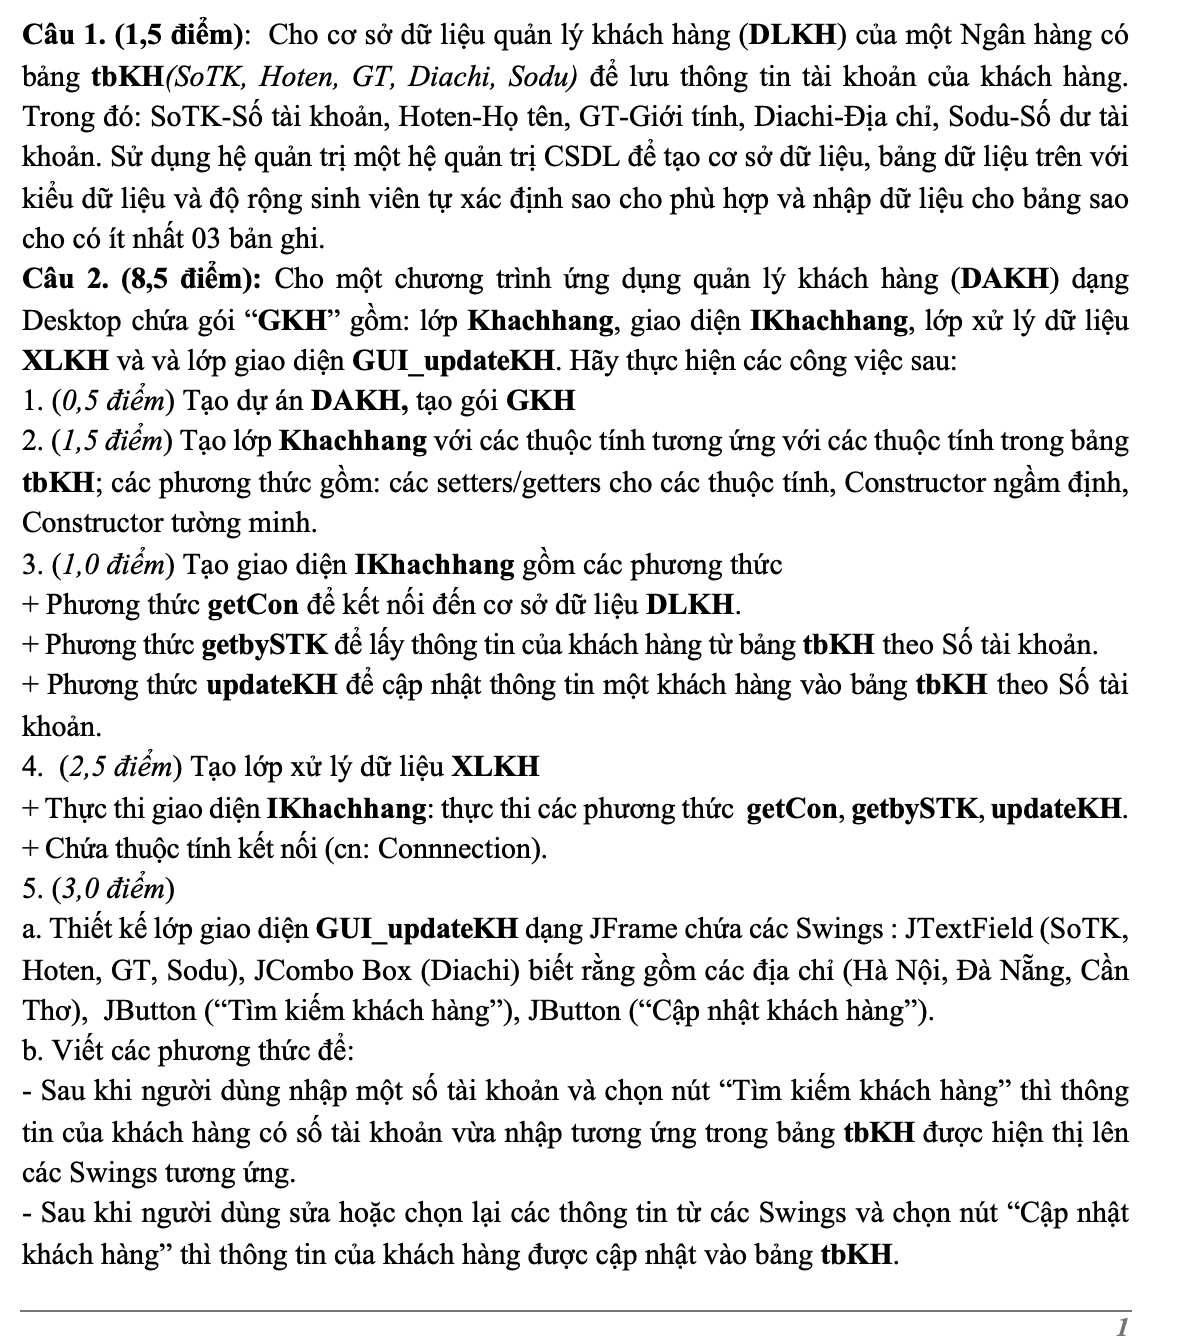 Câu 1. (1,5 điểm): Cho cơ sở dữ liệu quản lý khách hàng (DLKH) của một Ngân hàng có
bảng tbKH(SoTK, Hoten, GT, Diachi, Sodu) để lưu thông tin tài khoản của khách hàng.
Trong đó: SoTK-Số tài khoản, Hoten-Họ tên, GT-Giới tính, Diachi-Địa chỉ, Sodu-Số dư tài
khoản. Sử dụng hệ quản trị một hệ quản trị CSDL để tạo cơ sở dữ liệu, bảng dữ liệu trên với
kiểu dữ liệu và độ rộng sinh viên tự xác định sao cho phù hợp và nhập dữ liệu cho bảng sao
cho có ít nhất 03 bản ghi.
Câu 2. (8,5 điểm): Cho một chương trình ứng dụng quản lý khách hàng (DAKH) dạng
Desktop chứa gói “GKH” gồm: lớp Khachhang, giao diện IKhachhang, lớp xử lý dữ liệu
XLKH và và lớp giao diện GUI_updateKH. Hãy thực hiện các công việc sau:
1. (0,5 điểm) Tạo dự án DAKH, tạo gói GKH
2. (1,5 điểm) Tạo lớp Khachhang với các thuộc tính tương ứng với các thuộc tính trong bảng
tbKH; các phương thức gồm: các setters/getters cho các thuộc tính, Constructor ngầm định,
Constructor tường minh.
3. (1,0 điểm) Tạo giao diện IKhachhang gồm các phương thức
+ Phương thức getCon để kết nối đến cơ sở dữ liệu DLKH.
+ Phương thức getbySTK để lấy thông tin của khách hàng từ bảng tbKH theo Số tài khoản.
+ Phương thức updateKH để cập nhật thông tin một khách hàng vào bảng tbKH theo Số tài
khoản.
4. (2,5 điểm) Tạo lớp xử lý dữ liệu XLKH
+ Thực thi giao diện IKhachhang: thực thi các phương thức getCon, getbySTK, updateKH.
+ Chứa thuộc tính kết nối (cn: Connnection).
5. (3,0 điểm)
a. Thiết kế lớp giao diện GUI_updateKH dạng JFrame chứa các Swings : JTextField (SoTK,
Hoten, GT, Sodu), JCombo Box (Diachi) biết rằng gồm các địa chỉ (Hà Nội, Đà Nẵng, Cần
Thơ), JButton (“Tìm kiếm khách hàng”), JButton (“Cập nhật khách hàng”).
b. Viết các phương thức để:
- Sau khi người dùng nhập một số tài khoản và chọn nút “Tìm kiếm khách hàng” thì thông
tin của khách hàng có số tài khoản vừa nhập tương ứng trong bảng tbKH được hiện thị lên
các Swings tương ứng.
- Sau khi người dùng sửa hoặc chọn lại các thông tin từ các Swings và chọn nút “Cập nhật
khách hàng” thì thông tin của khách hàng được cập nhật vào bảng tbKH.
1